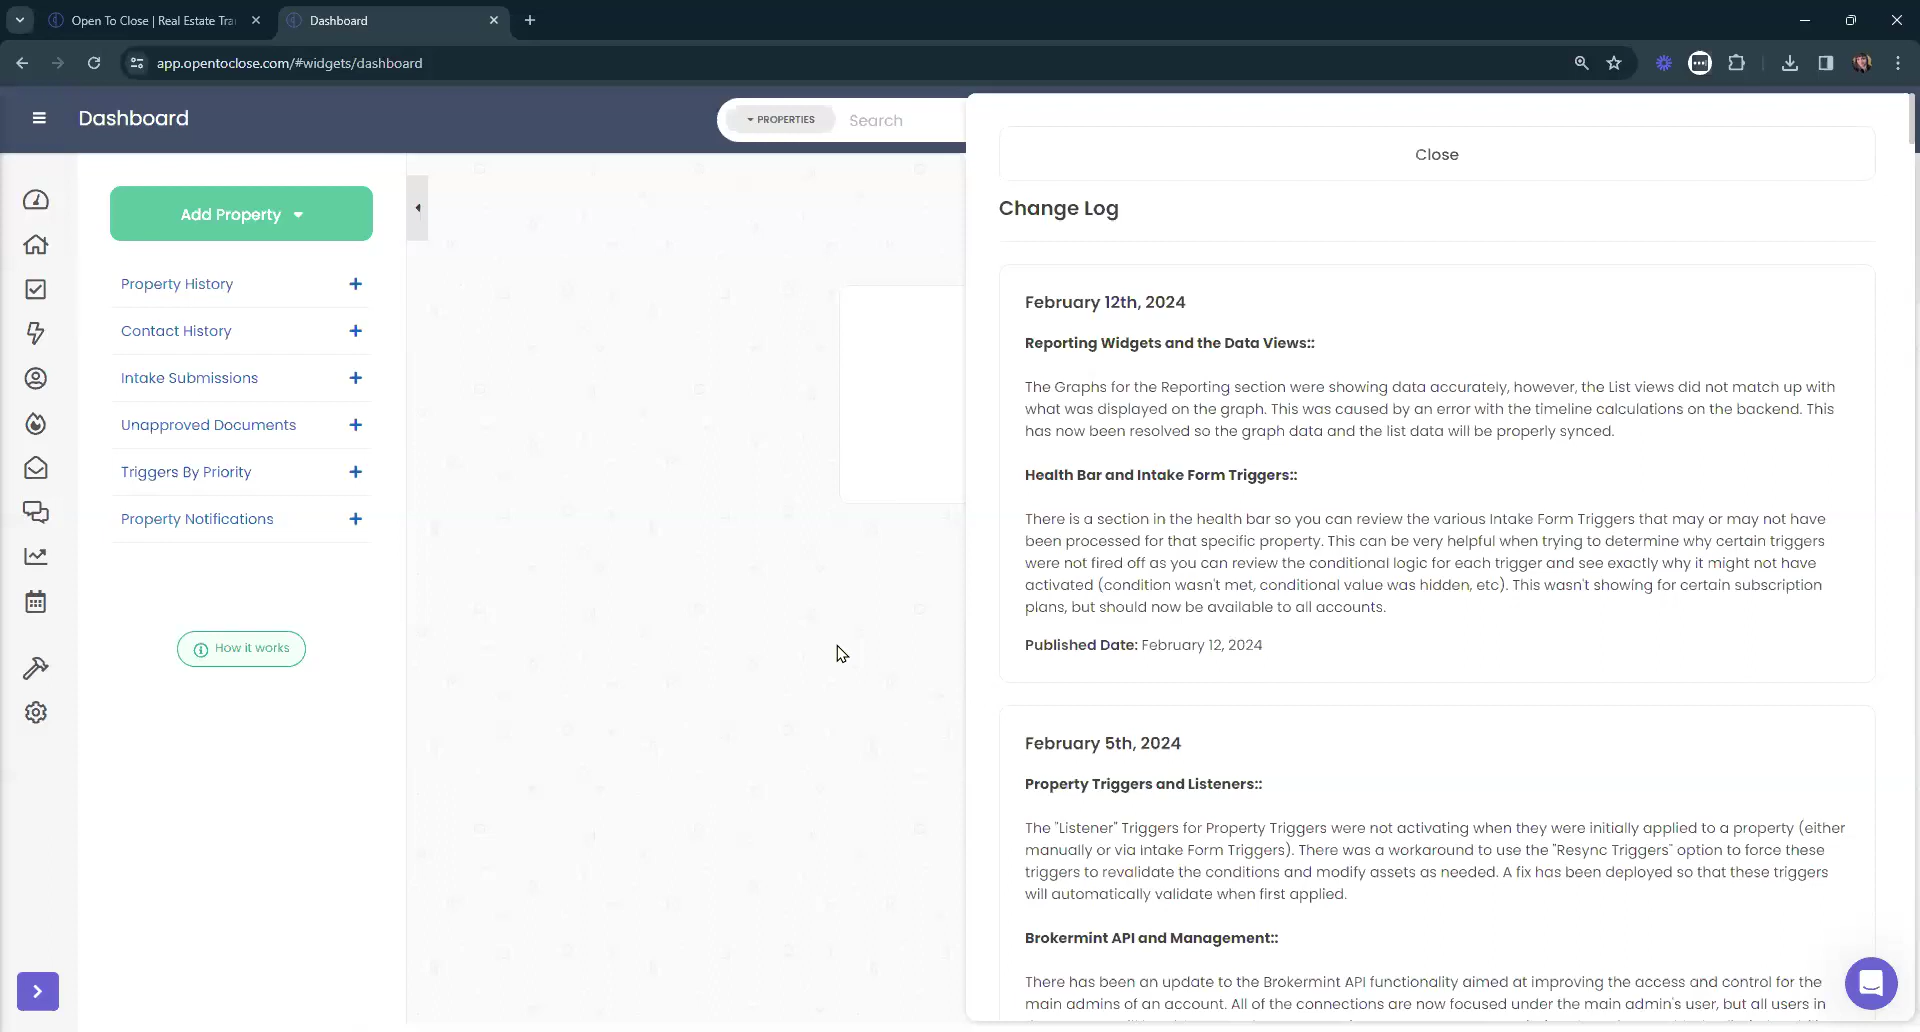 Open To Close | Real Estate Tra
Dashboard
app.opentoclose.com/#widgets/dashboard
Dashboard
PROPERTIES
Search
Add Property
Property History
Contact History
Intake Submissions
Unapproved Documents
Triggers By Priority
Property Notifications
How it works
Close
Change Log
February 12th, 2024
Reporting Widgets and the Data Views::
The Graphs for the Reporting section were showing data accurately, however, the List views did not match up with
what was displayed on the graph. This was caused by an error with the timeline calculations on the backend. This
has now been resolved so the graph data and the list data will be properly synced.
Health Bar and Intake Form Triggers::
There is a section in the health bar so you can review the various Intake Form Triggers that may or may not have
been processed for that specific property. This can be very helpful when trying to determine why certain triggers
were not fired off as you can review the conditional logic for each trigger and see exactly why it might not have
activated (condition wasn't met, conditional value was hidden, etc). This wasn't showing for certain subscription
plans, but should now be available to all accounts.
Published Date: February 12, 2024
February 5th, 2024
Property Triggers and Listeners::
The "Listener" Triggers for Property Triggers were not activating when they were initially applied to a property (either
manually or via Intake Form Triggers). There was a workaround to use the "Resync Triggers" option to force these
triggers to revalidate the conditions and modify assets as needed. A fix has been deployed so that these triggers
will automatically validate when first applied.
Brokermint API and Management::
There has been an update to the Brokermint API functionality aimed at improving the access and control for the
main admins of an account. All of the connections are now focused under the main admin's user, but all users in